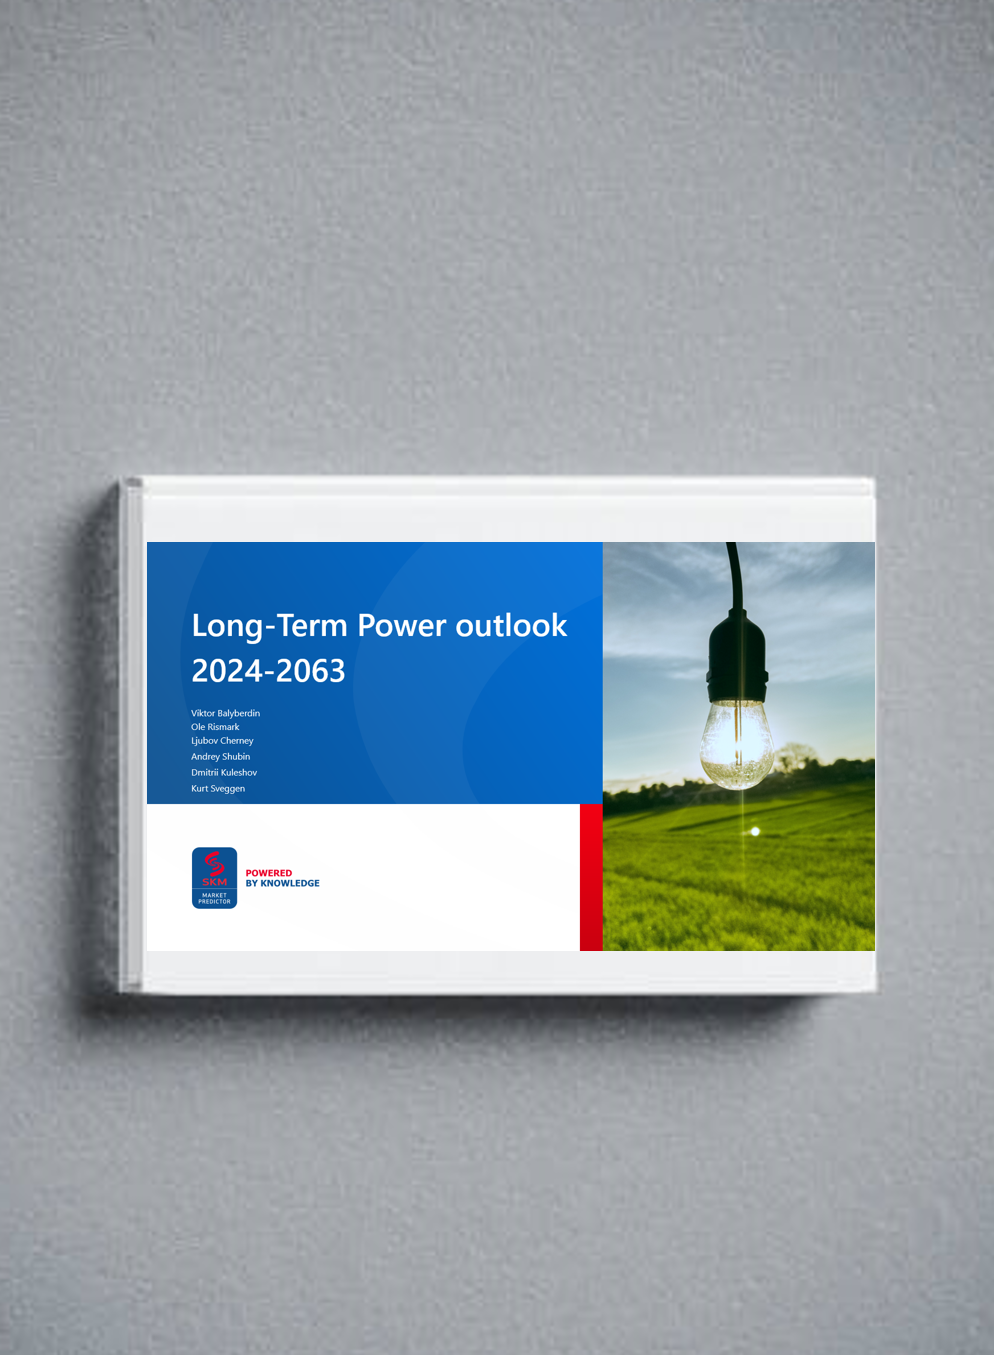 Long-Term Power outlook
2024-2063
Viktor Balyberdin
Ole Rismark
Ljubov Cherney
Andrey Shubin
Dmitrii Kuleshov
Kurt Sveggen
SKM
MARKET
PREDICTOR
POWERED
BY KNOWLEDGE